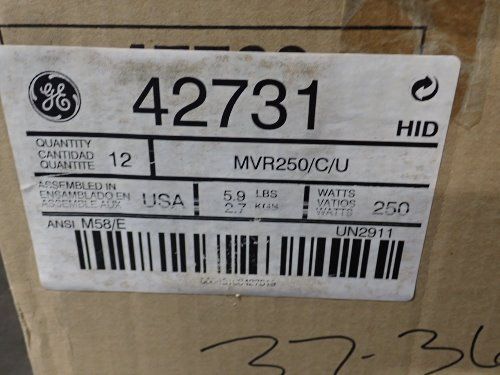 GE 42731
HID
QUANTITY
CANTIDAD 12 MVR250/C/U
QUANTITE
ASSEMBLED IN 5.9 LBS WATTS
ENSAMBLADO EN USA VATIOS 250
ASSEMBLE AUX 2.7 KGS WATTS
ANSI M58/E UN2911
37-36